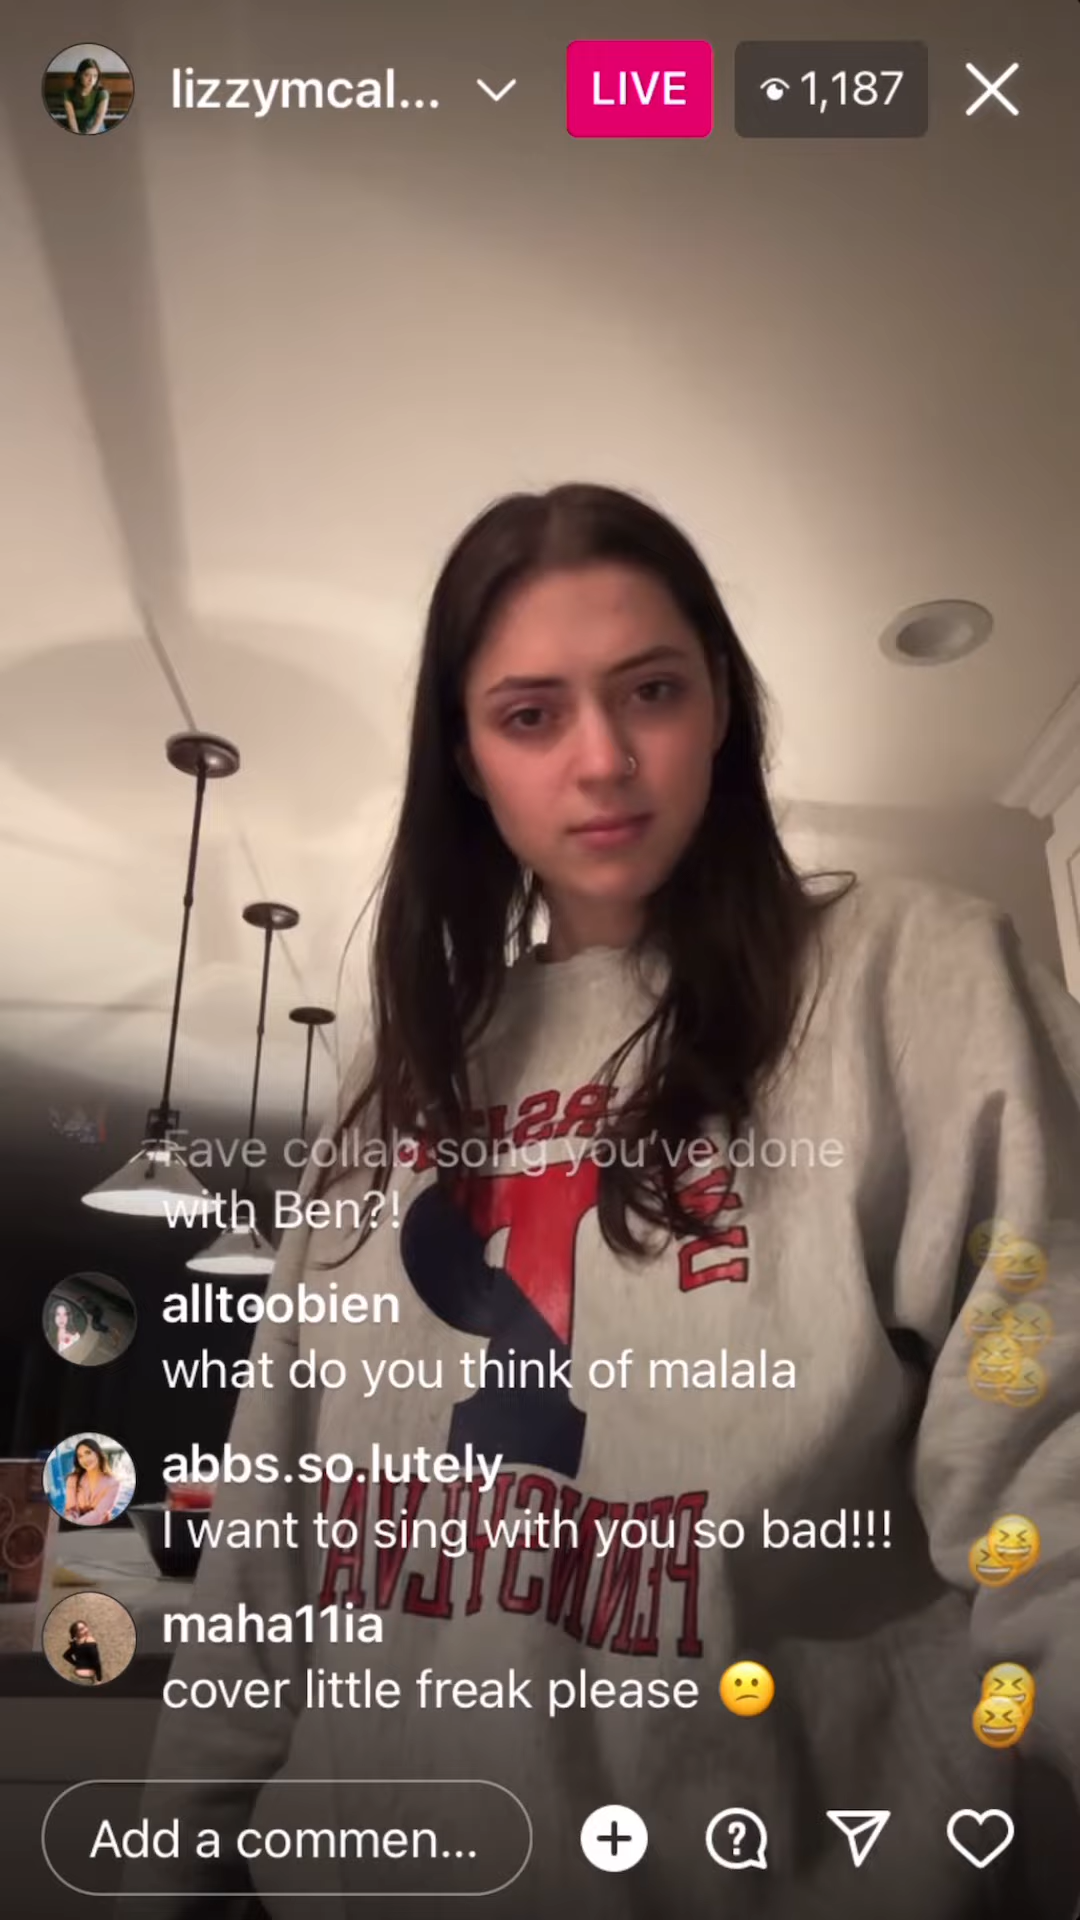 lizzymcal...
LIVE
1,187
Fave collab song you've done
with Ben?!
alltoobien
what do you think of malala
abbs.so.lutely
I want to sing with you so bad!!!
maha11ia
cover little freak please 😕
PENNSYLVA
Add a commen...